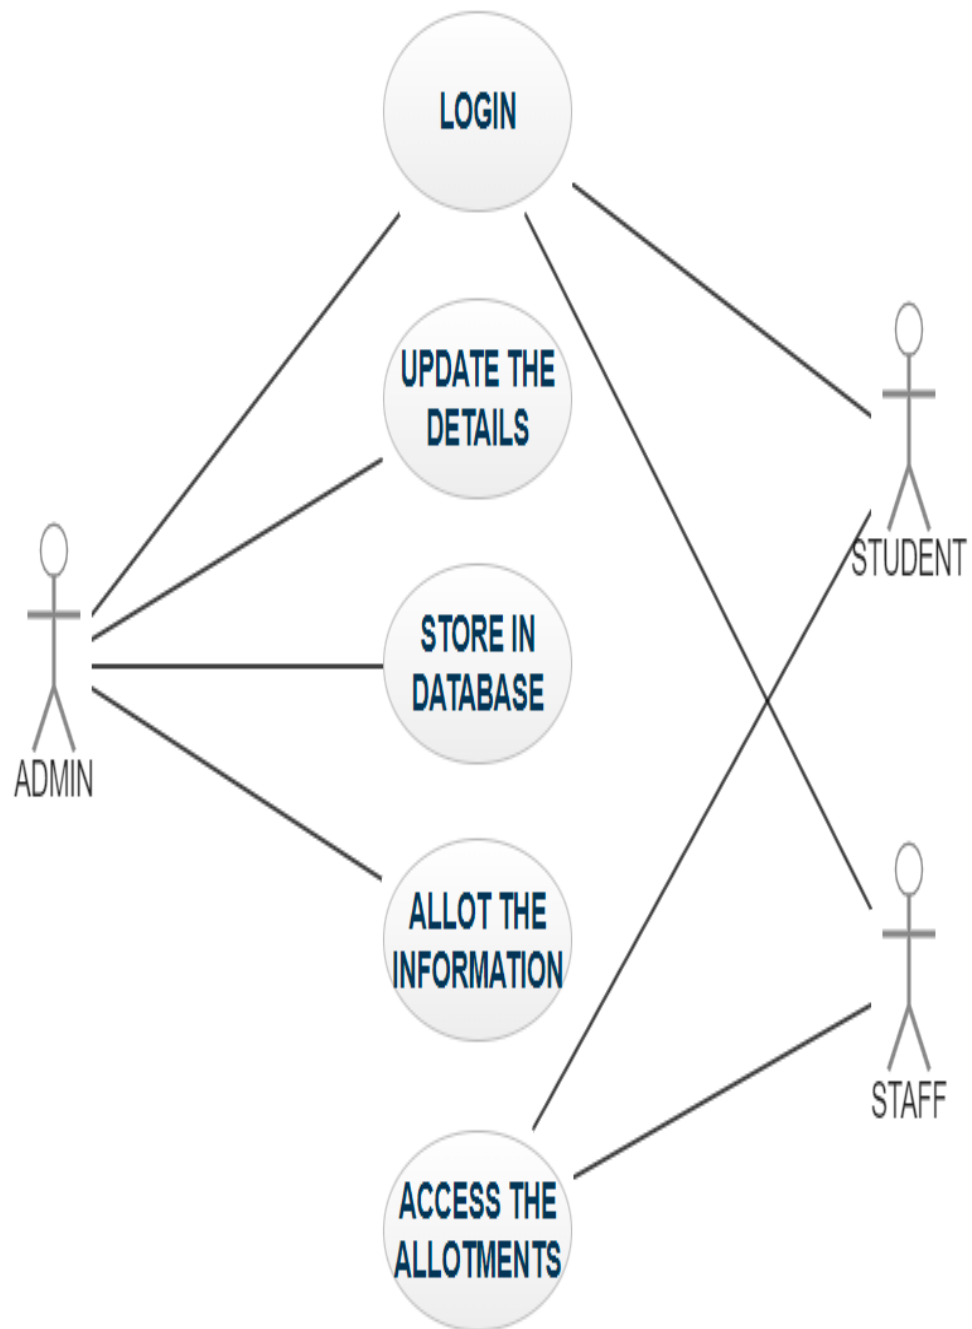 LOGIN
UPDATE THE
DETAILS
STUDENT
STORE IN
DATABASE
ADMIN
ALLOT THE
INFORMATION
STAFF
ACCESS THE
ALLOTMENTS